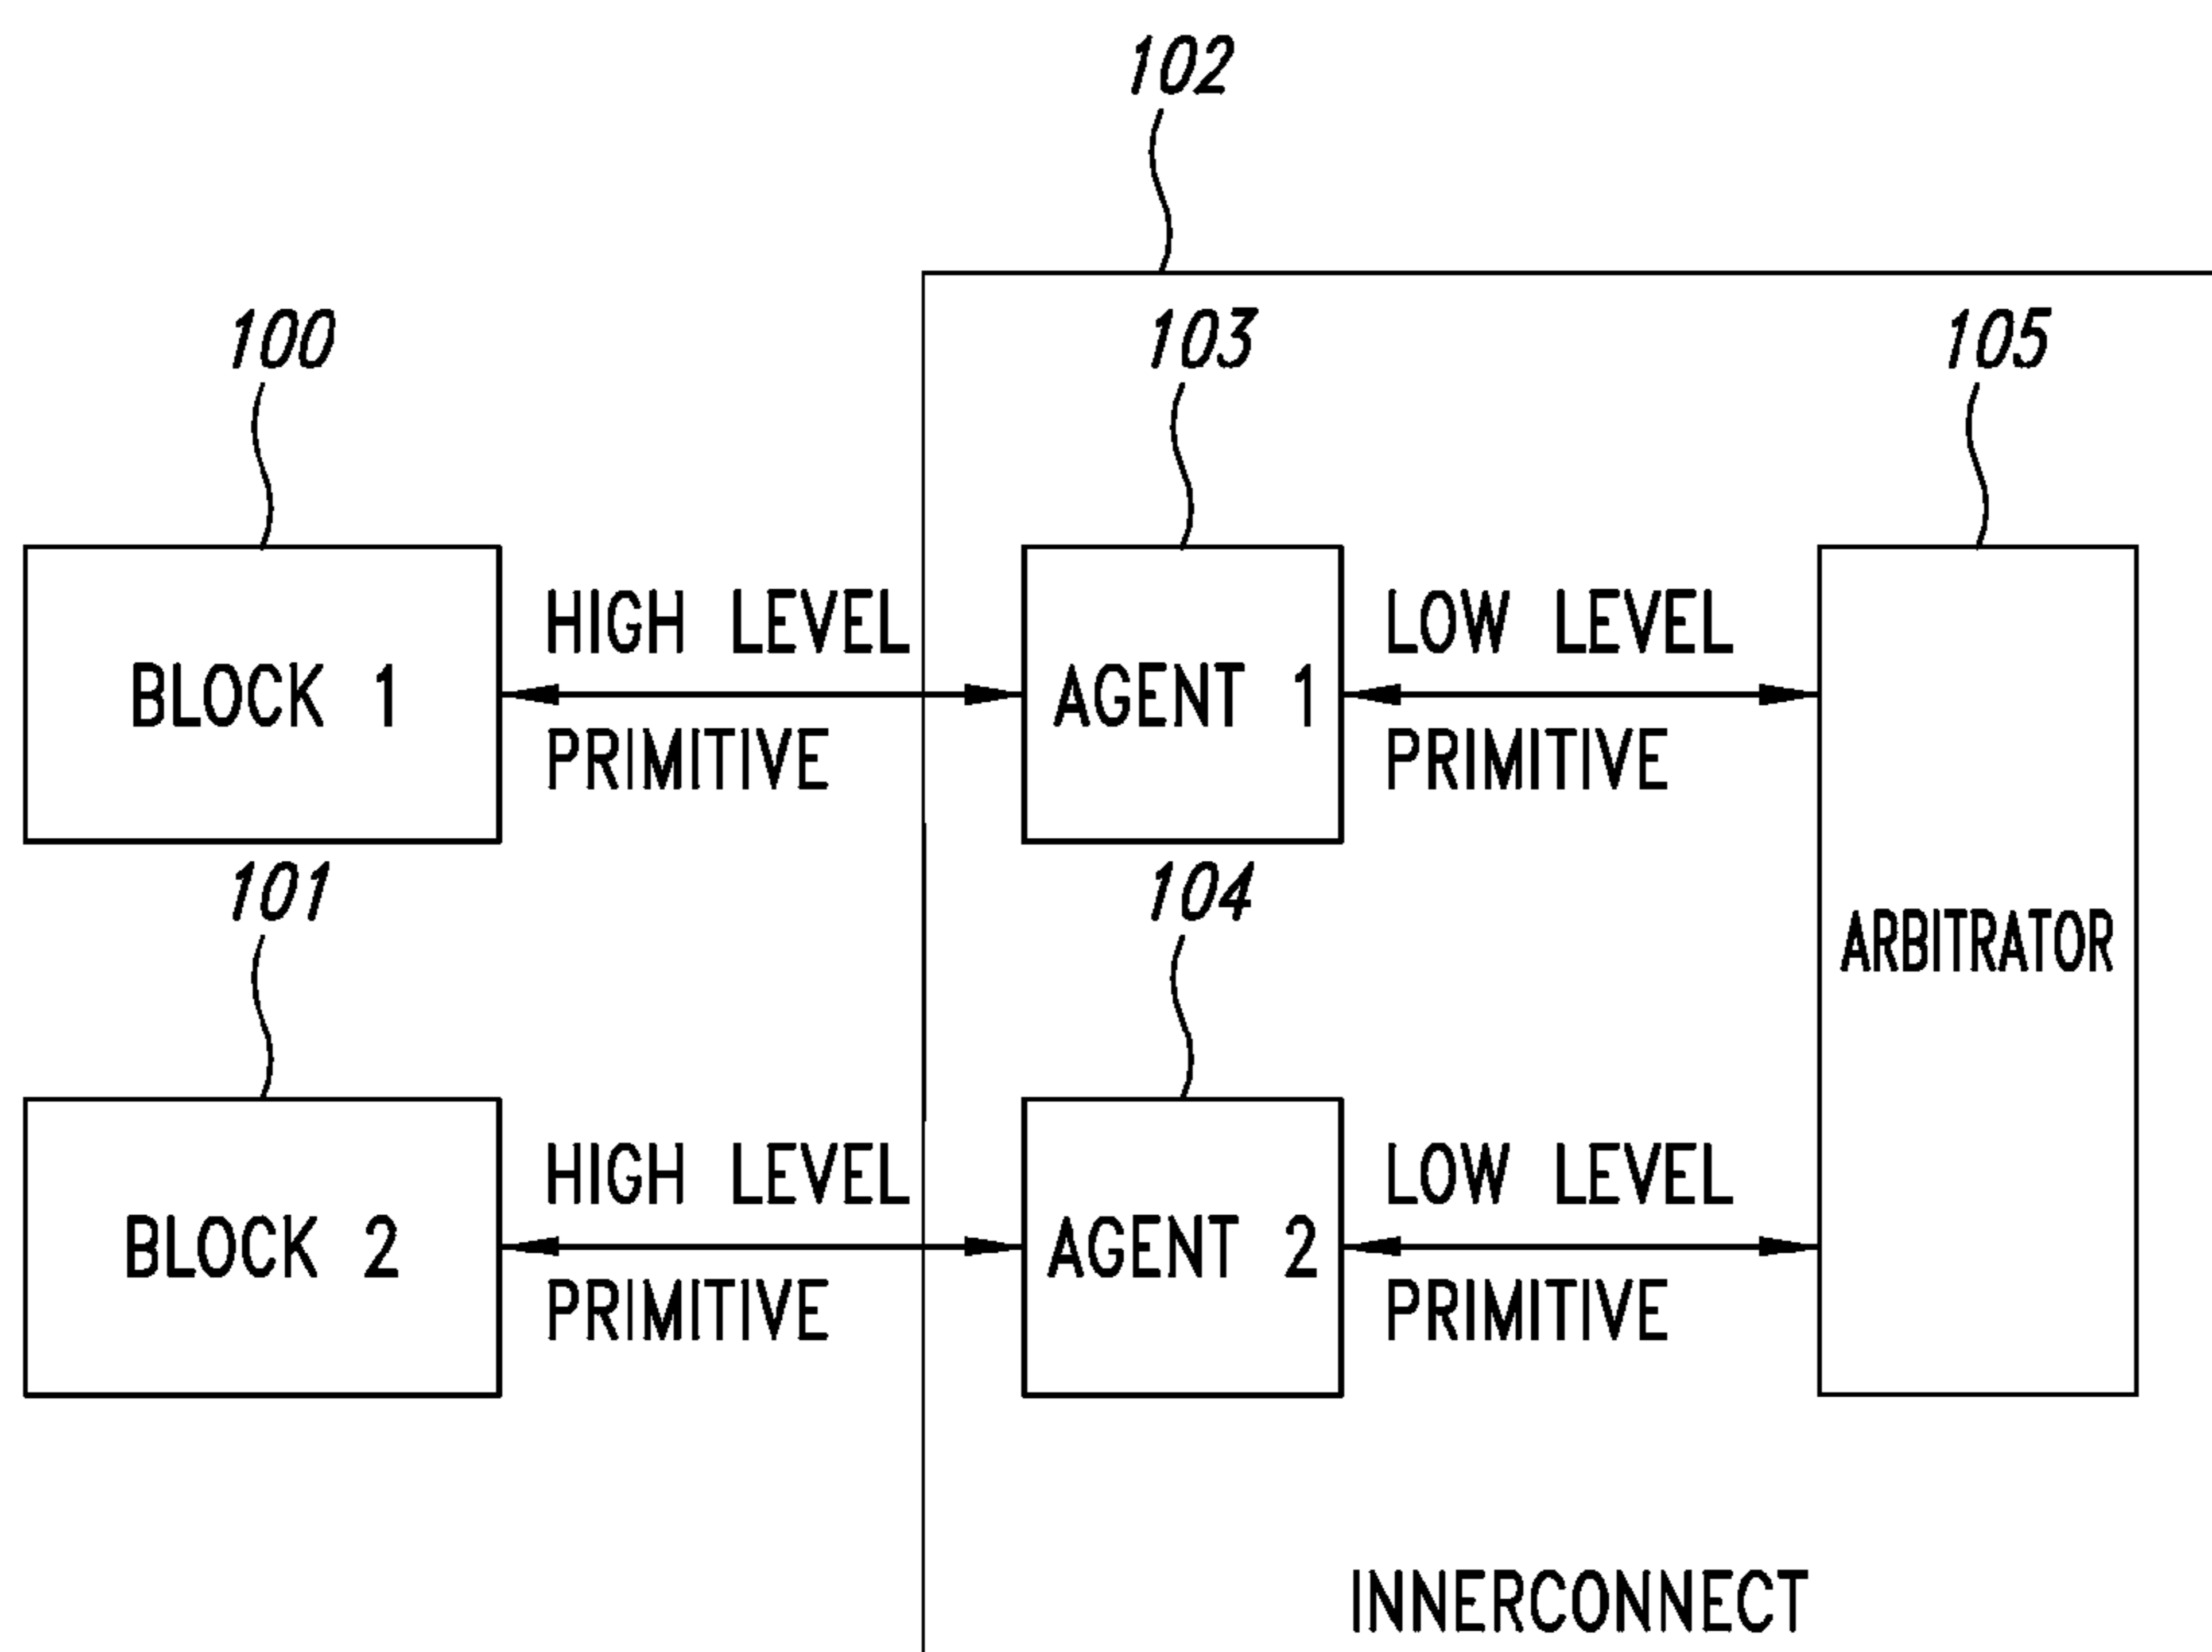 102
100
103
105
HIGH LEVEL
LOW LEVEL
BLOCK 1
AGENT 1
PRIMITIVE
PRIMITIVE
101
104
ARBITRATOR
HIGH LEVEL
LOW LEVEL
BLOCK 2
AGENT 2
PRIMITIVE
PRIMITIVE
INNERCONNECT